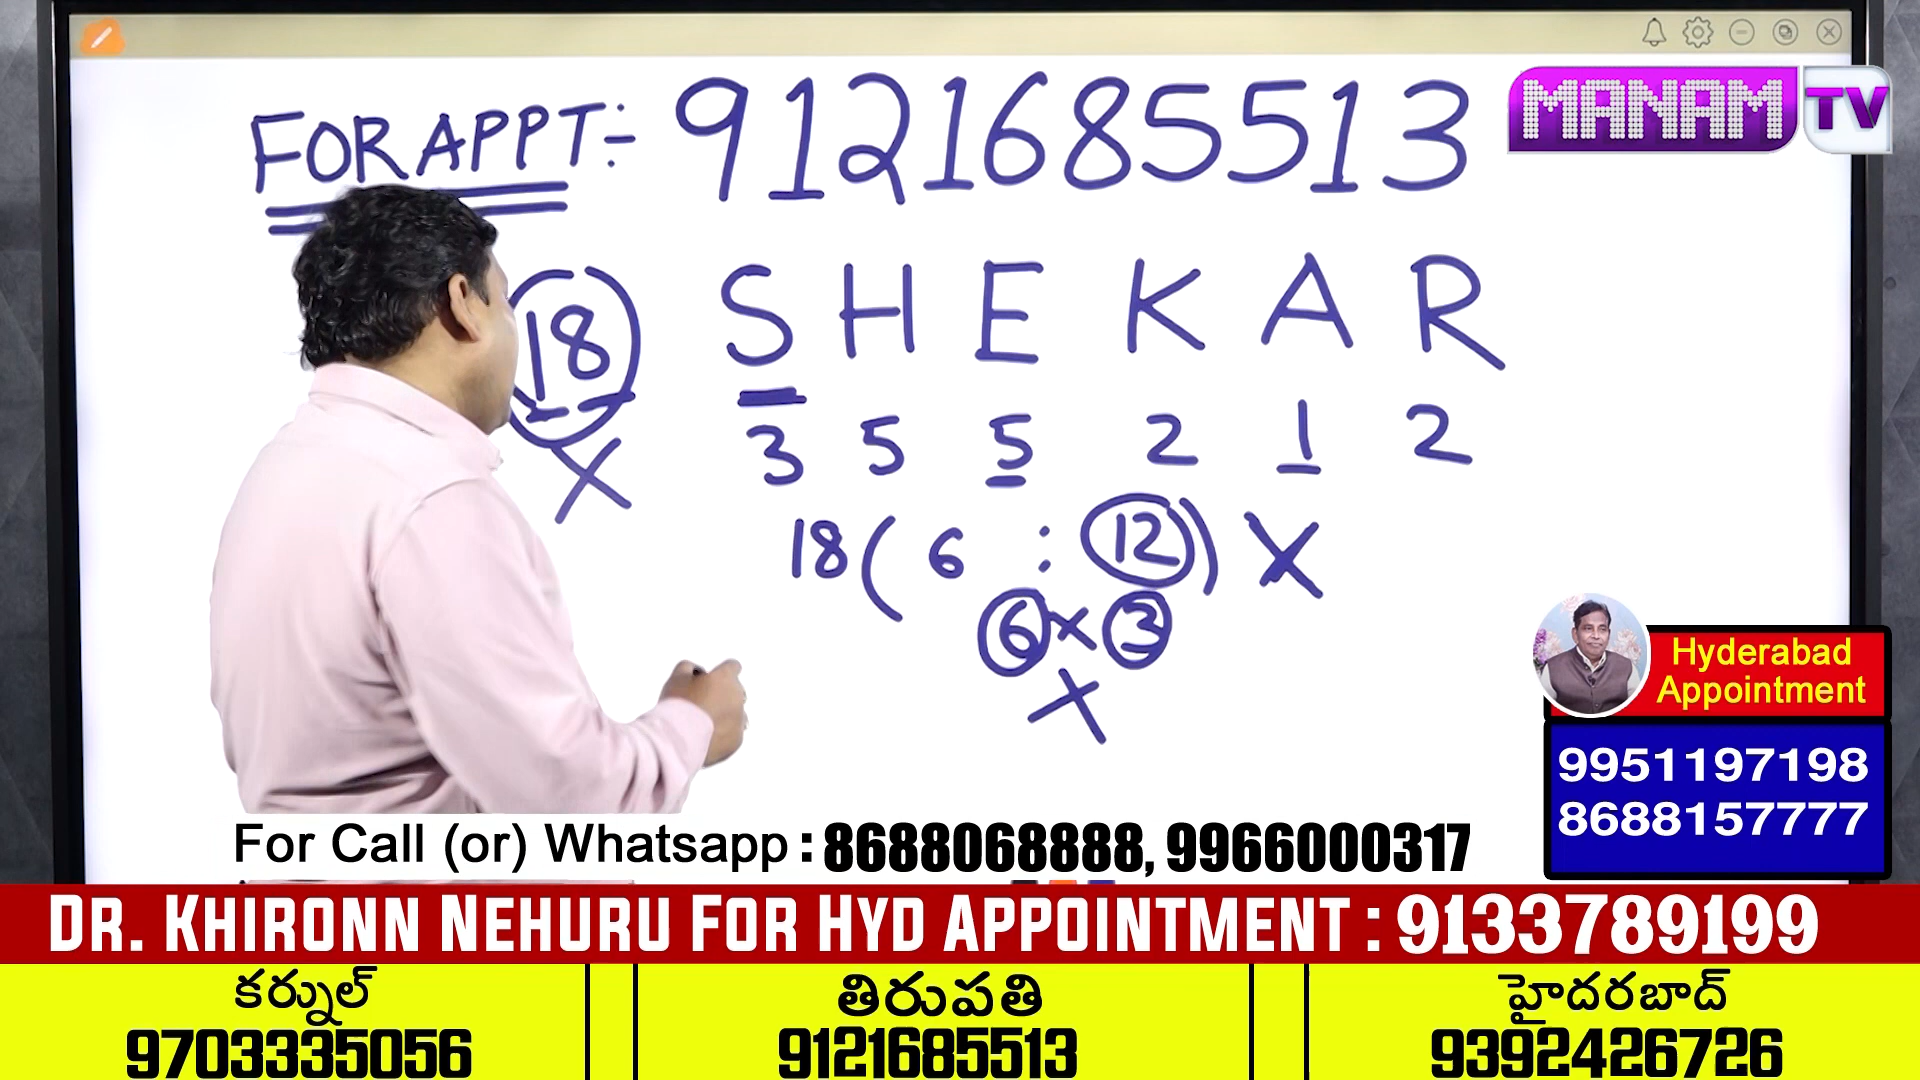 FOR APPT:- 9121685513
MANAM TV
18 S H E K A R
X 3 5 5 2 1 2
18 ( 6 : 12 ) X
6 x 3
X
Hyderabad
Appointment
9951197198
8688157777
For Call (or) Whatsapp : 8688068888, 9966000317
DR. KHIRONN NEHURU FOR HYD APPOINTMENT : 9133789199
కర్నుల్ తిరుపతి హైదరబాద్
9703335056 9121685513 9392426726